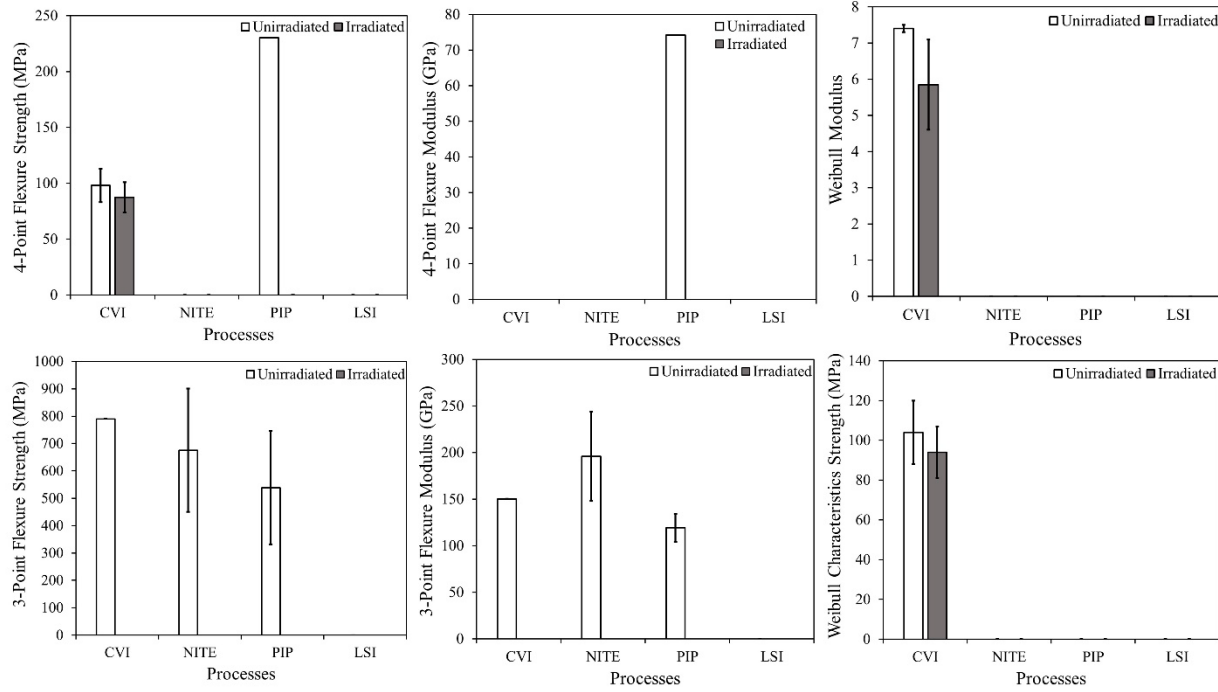 4-Point Flexure Strength (MPa)
250
200
150
100
50
0
Unirradiated Irradiated
CVI NITE PIP LSI
Processes
4-Point Flexure Modulus (GPa)
80
70
60
50
40
30
20
10
0
Unirradiated
Irradiated
CVI NITE PIP LSI
Processes
Weibull Modulus
8
7
6
5
4
3
2
1
0
Unirradiated Irradiated
CVI NITE PIP LSI
Processes
3-Point Flexure Strength (MPa)
1000
900
800
700
600
500
400
300
200
100
0
Unirradiated Irradiated
CVI NITE PIP LSI
Processes
3-Point Flexure Modulus (GPa)
300
250
200
150
100
50
0
Unirradiated Irradiated
CVI NITE PIP LSI
Processes
Weibull Characteristics Strength (MPa)
140
120
100
80
60
40
20
0
Unirradiated Irradiated
CVI NITE PIP LSI
Processes